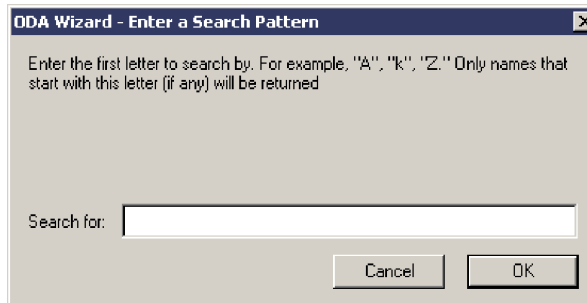 ODA Wizard - Enter a Search Pattern
Enter the first letter to search by. For example, "A", "k", "Z." Only names that
start with this letter (if any) will be returned
Search for:
Cancel OK